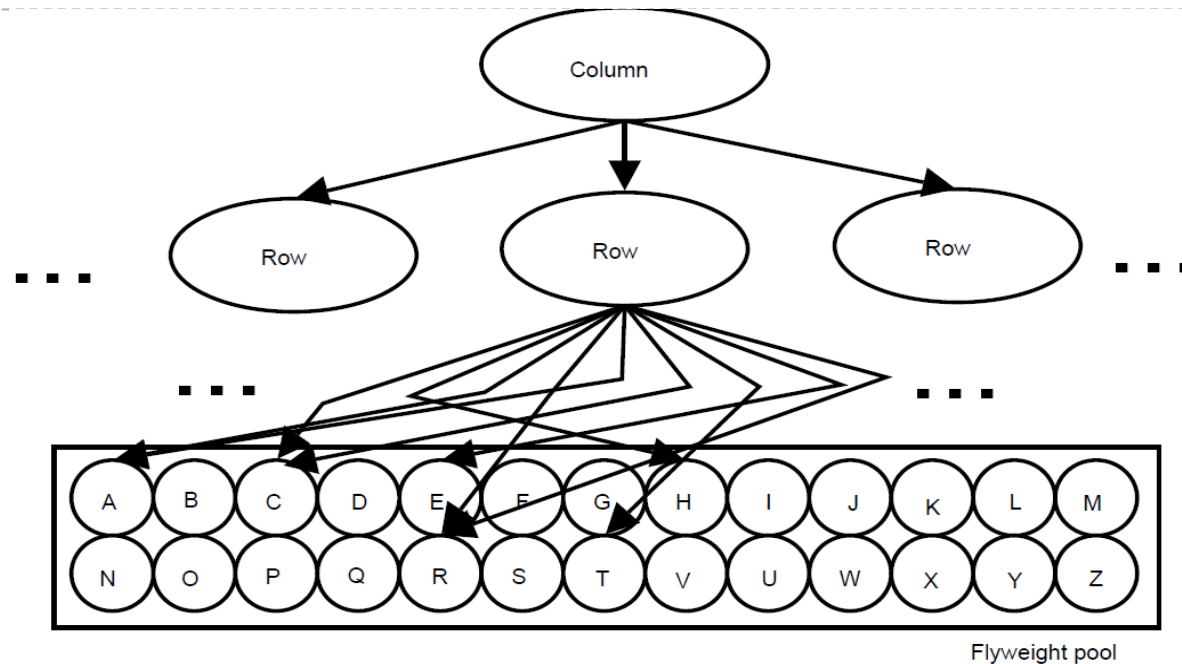 Column
Row Row Row
A B C D E F G H I J K L M
N O P Q R S T V U W X Y Z
Flyweight pool